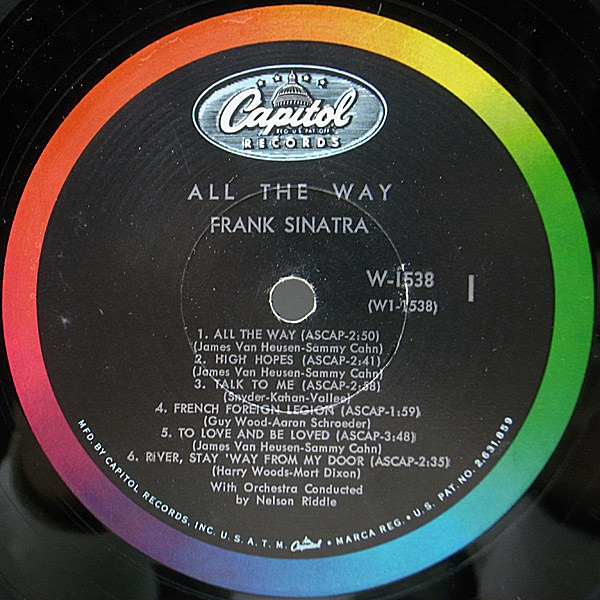 Capitol
REG. U.S. PAT. OFF.
RECORDS
ALL THE WAY
FRANK SINATRA
W-1538
(W1-1538)
1
1. ALL THE WAY (ASCAP-2:50)
(James Van Heusen-Sammy Cahn)
2. HIGH HOPES (ASCAP-2:41)
(James Van Heusen-Sammy Cahn)
3. TALK TO ME (ASCAP-2:58)
(Snyder-Kahan-Vallee)
4. FRENCH FOREIGN LEGION (ASCAP-1:59)
(Guy Wood-Aaron Schroeder)
5. TO LOVE AND BE LOVED (ASCAP-3:48)
(James Van Heusen-Sammy Cahn)
6. RIVER, STAY 'WAY FROM MY DOOR (ASCAP-2:35)
(Harry Woods-Mort Dixon)
With Orchestra Conducted
by Nelson Riddle
MFD. BY CAPITOL RECORDS, INC. U.S.A. T.M. Capitol • MARCA REG. • U.S. PAT. NO. 2,631,859